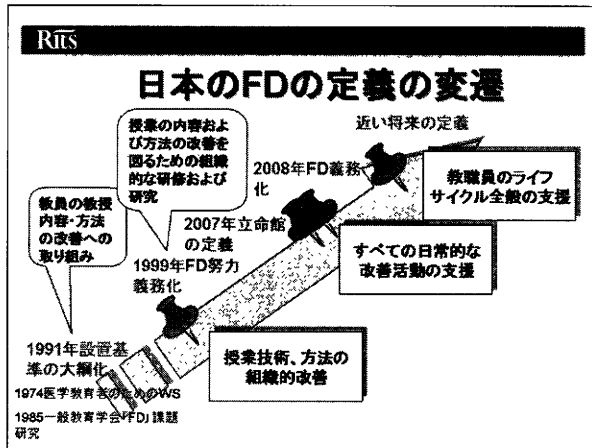 RiTS
日本のFDの定義の変遷
授業の内容およ
び方法の改善を
図るための組織
的な研修および
研究
近い将来の定義
2008年FD義務
化
教職員のライフ
サイクル全般の支援
教員の教授
内容・方法
の改善への
取り組み
2007年立命館
の定義
すべての日常的な
改善活動の支援
1999年FD努力
義務化
1991年設置基
準の大綱化
授業技術、方法の
組織的改善
1974医学教育者のためのWS
1985一般教育学会「FD」課題
研究